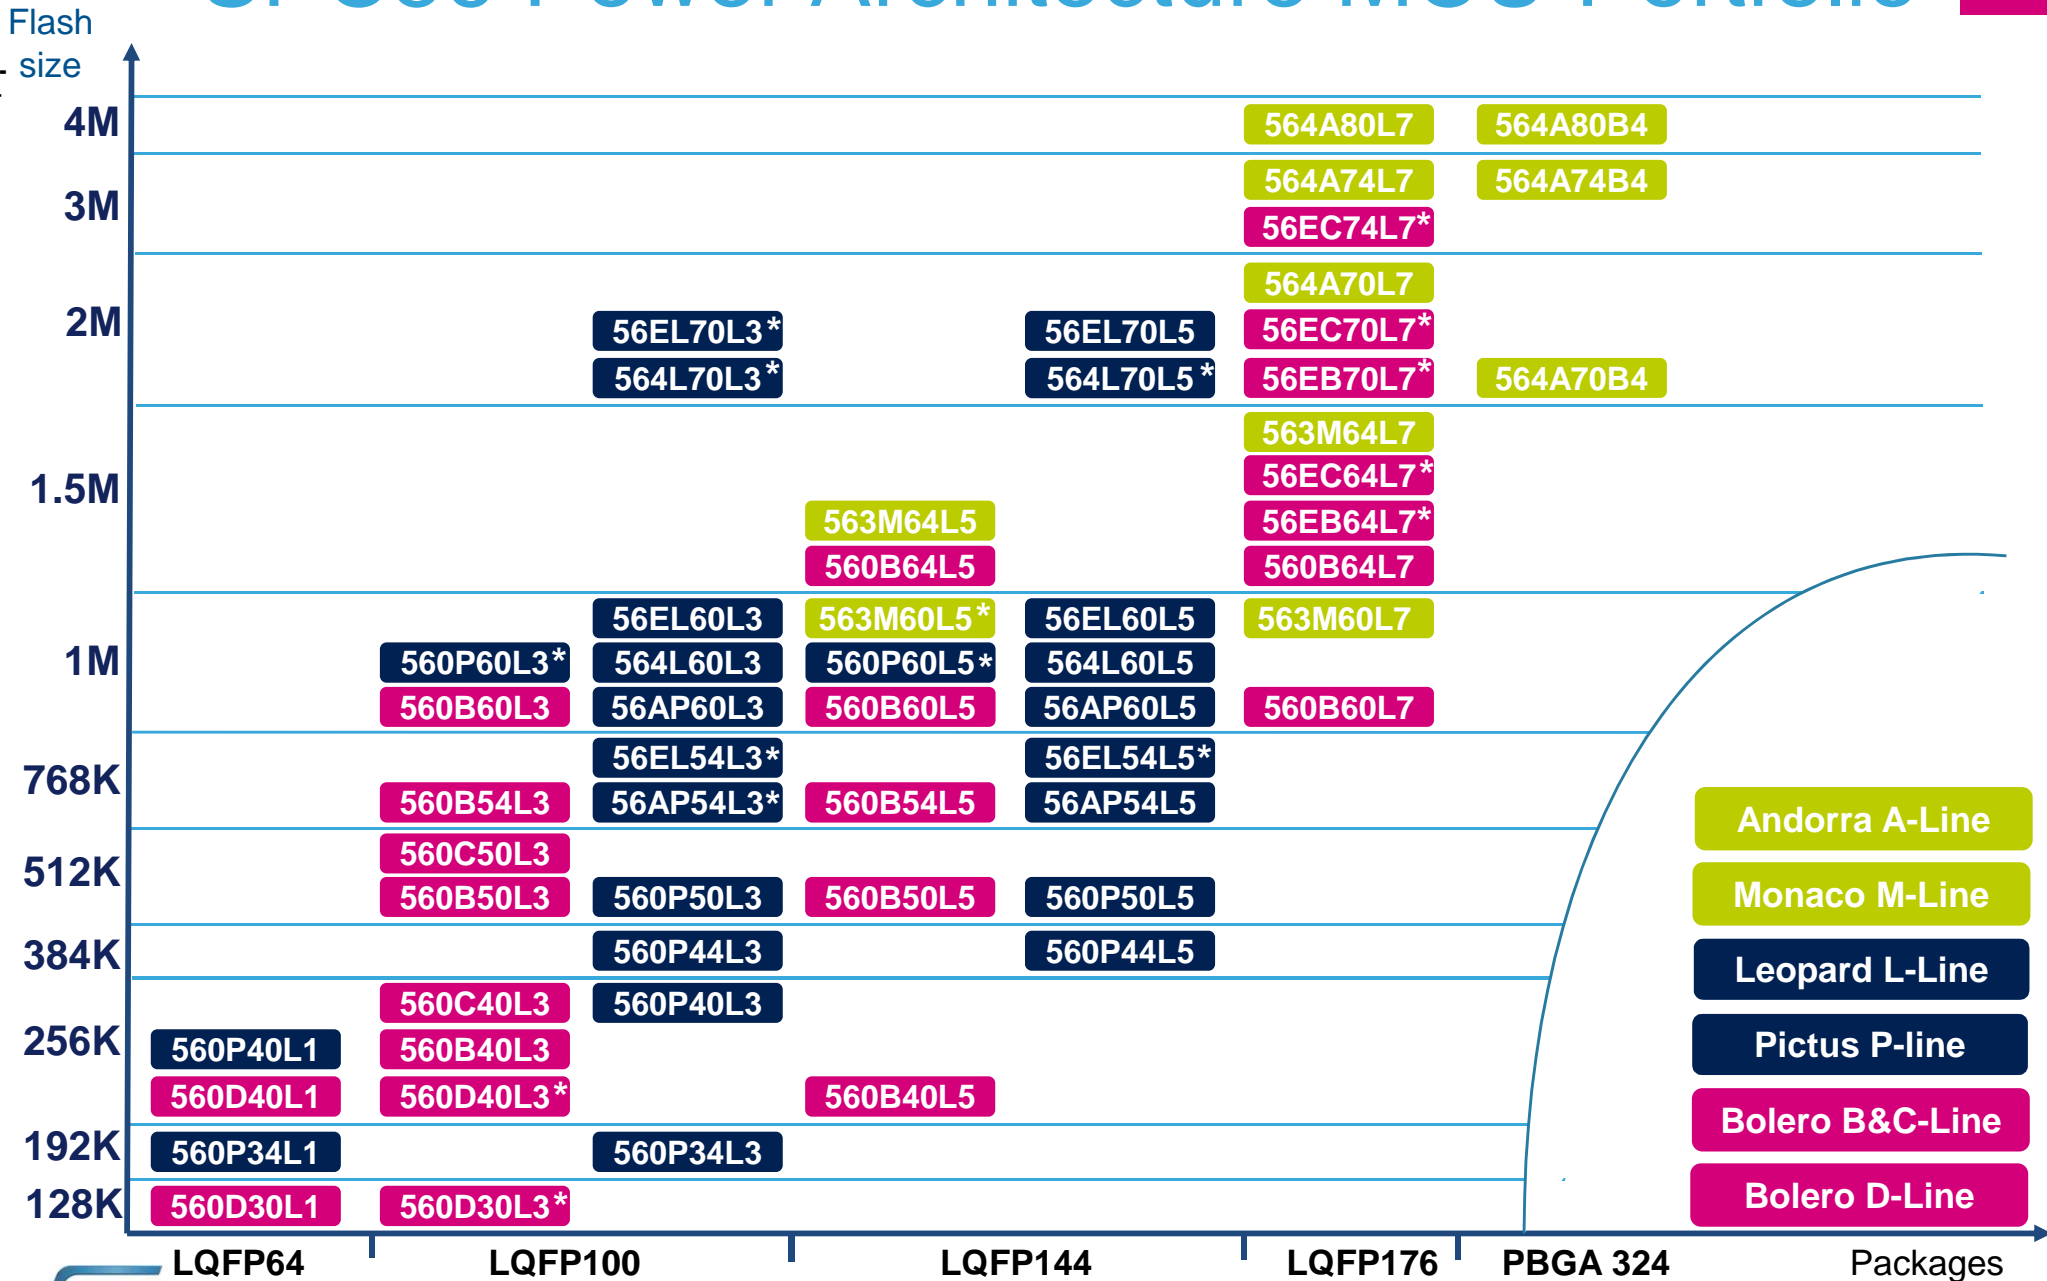 Flash
size
4M
564A80L7 564A80B4
3M
564A74L7 564A74B4
56EC74L7*
2M
564A70L7
56EL70L3* 56EL70L5 56EC70L7*
564L70L3* 564L70L5* 56EB70L7* 564A70B4
1.5M
563M64L7
56EC64L7*
563M64L5 56EB64L7*
560B64L5 560B64L7
1M
56EL60L3 563M60L5* 56EL60L5 563M60L7
560P60L3* 564L60L3 560P60L5* 564L60L5
560B60L3 56AP60L3 560B60L5 56AP60L5 560B60L7
768K
56EL54L3* 56EL54L5*
560B54L3 56AP54L3* 560B54L5 56AP54L5
512K
560C50L3
560B50L3 560P50L3 560B50L5 560P50L5
384K
560P44L3 560P44L5
256K
560C40L3 560P40L3
560P40L1 560B40L3
560D40L1 560D40L3* 560B40L5
192K
560P34L1 560P34L3
128K
560D30L1 560D30L3*
Andorra A-Line
Monaco M-Line
Leopard L-Line
Pictus P-line
Bolero B&C-Line
Bolero D-Line
LQFP64 LQFP100 LQFP144 LQFP176 PBGA 324 Packages